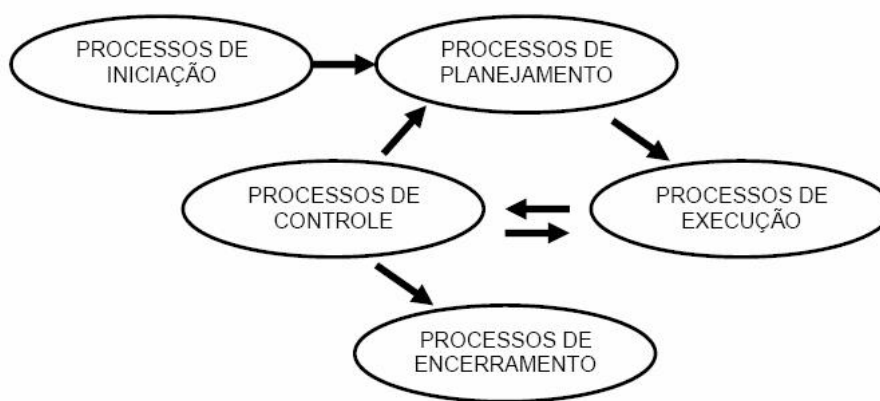 PROCESSOS DE
INICIAÇÃO
PROCESSOS DE
PLANEJAMENTO
PROCESSOS DE
CONTROLE
PROCESSOS DE
EXECUÇÃO
PROCESSOS DE
ENCERRAMENTO